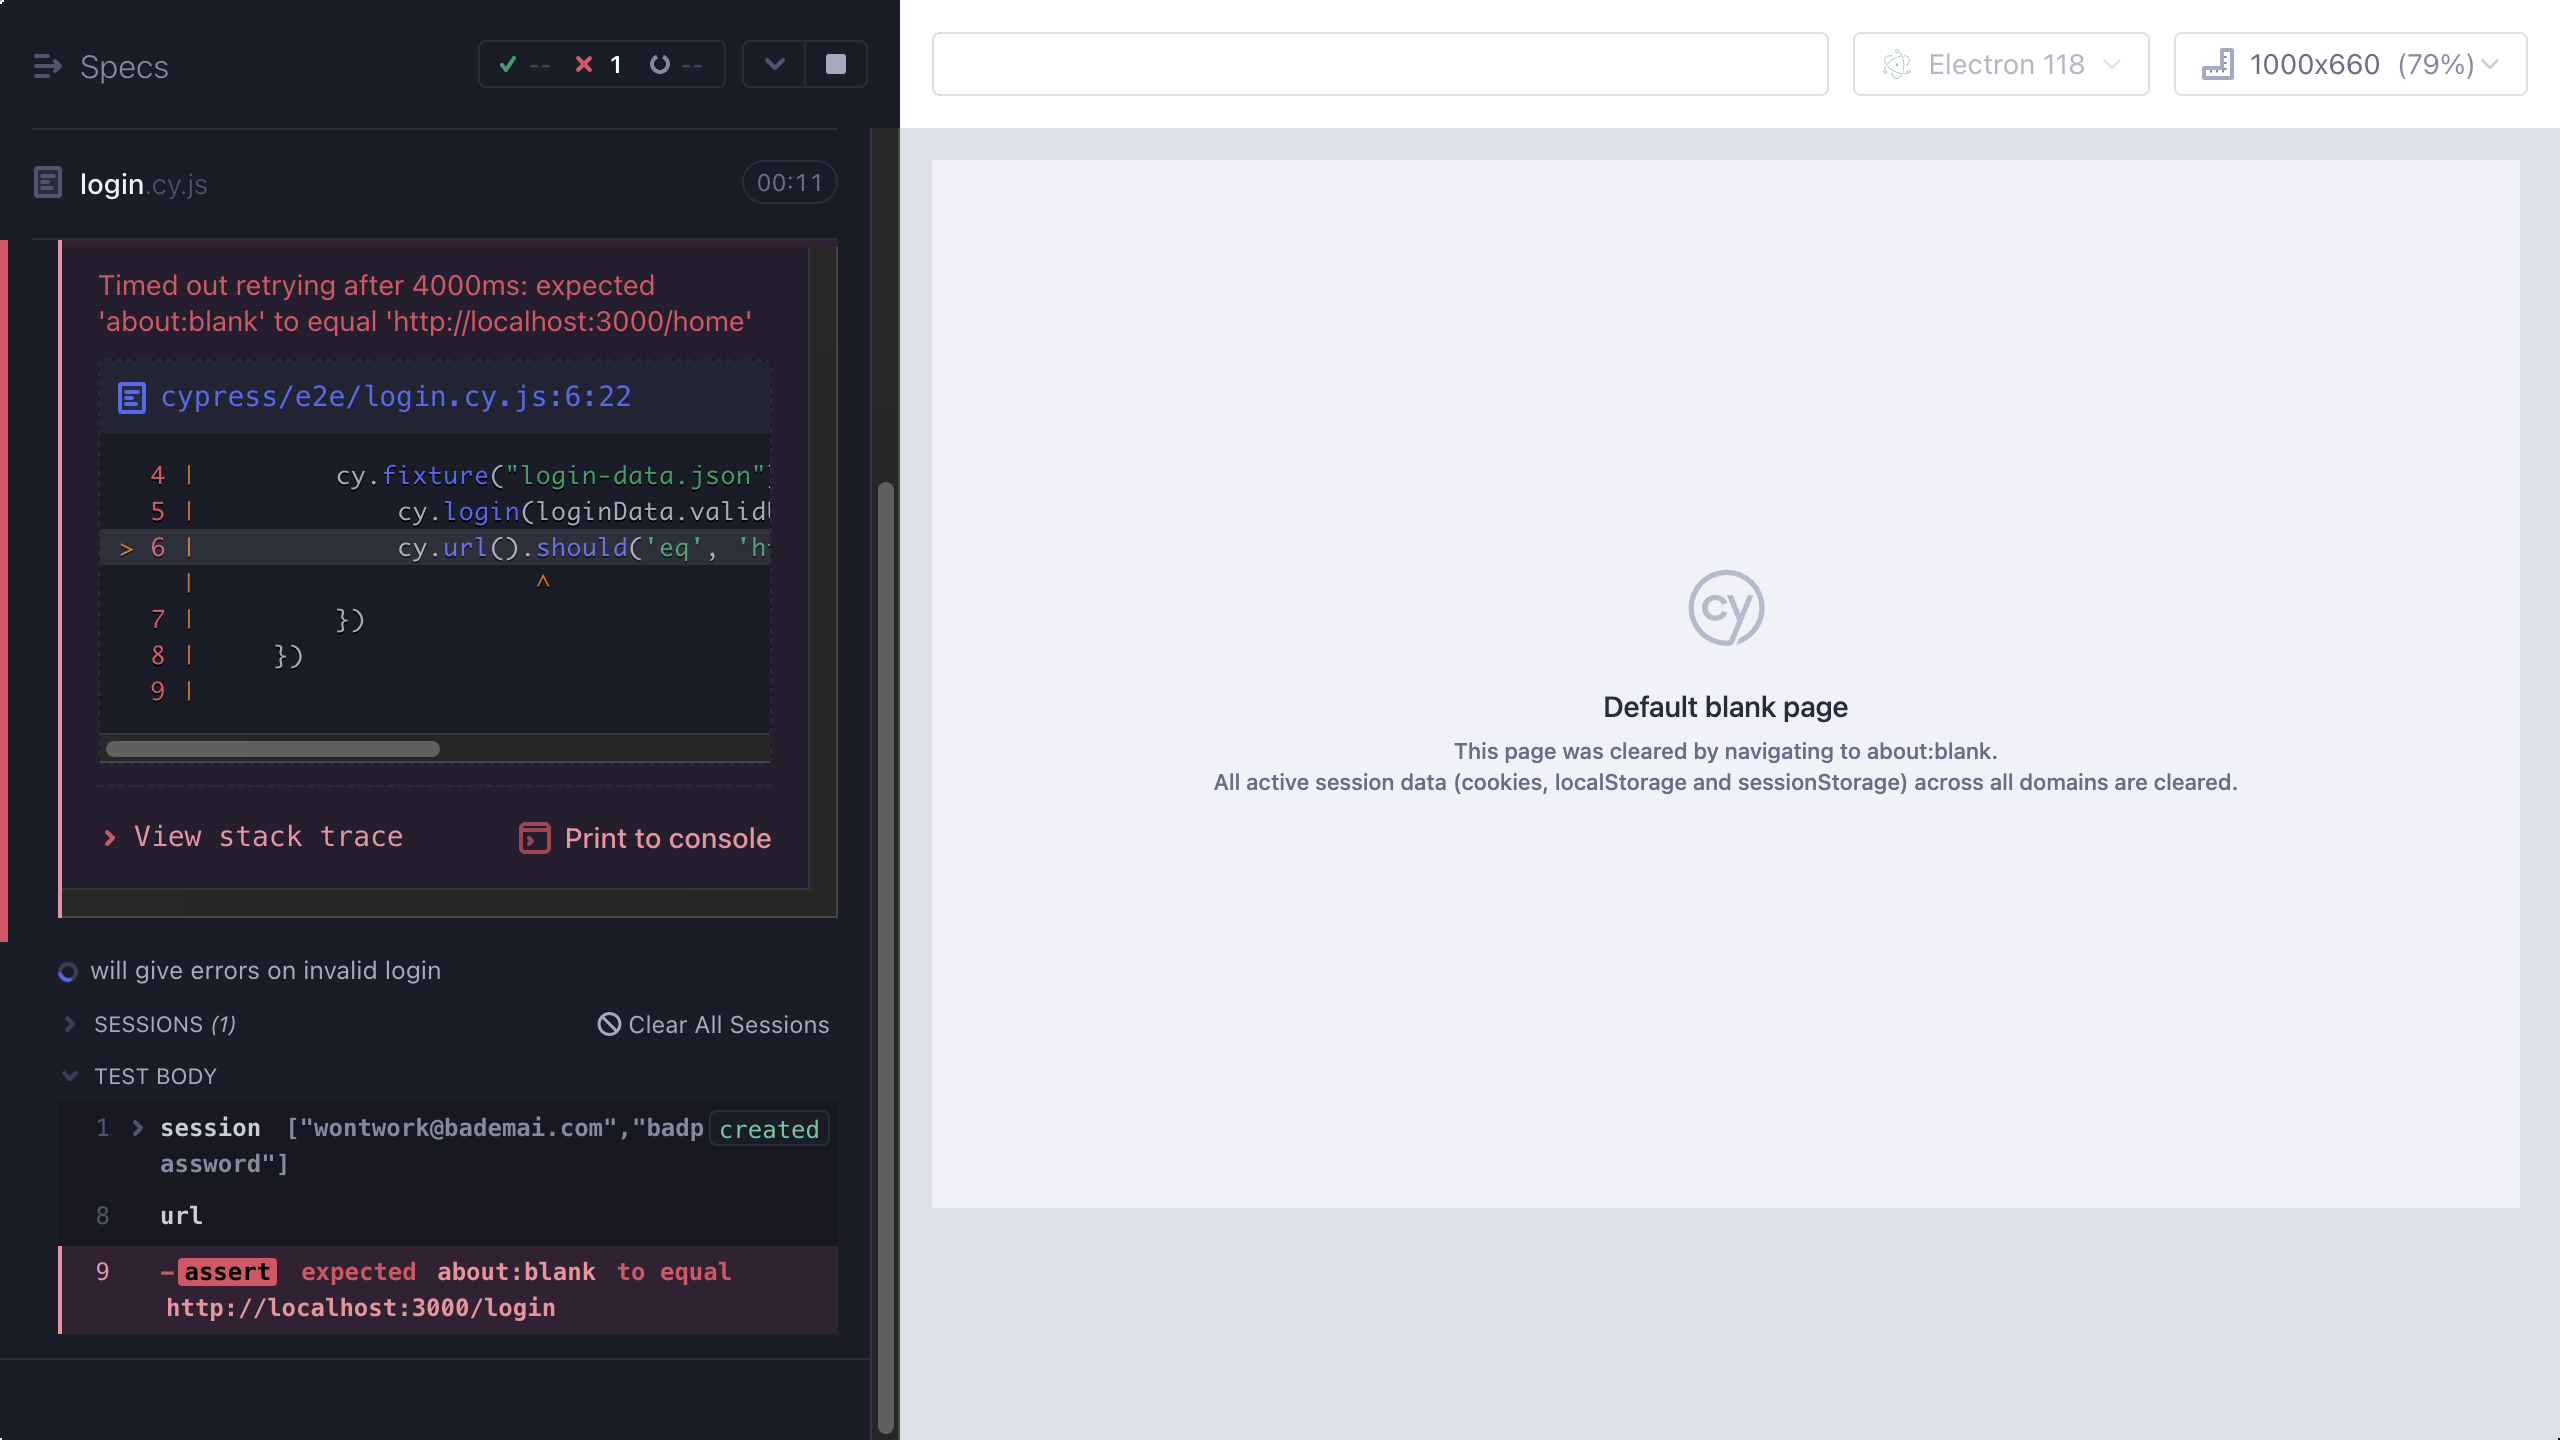 Specs
-- 1 --
Electron 118
1000x660 (79%)
login.cy.js
00:11
Timed out retrying after 4000ms: expected
'about:blank' to equal 'http://localhost:3000/home'
cypress/e2e/login.cy.js:6:22
4 | cy.fixture("login-data.json")
5 | cy.login(loginData.validU
> 6 | cy.url().should('eq', 'ht
| ^
7 | })
8 | })
9 |
View stack trace
Print to console
will give errors on invalid login
SESSIONS (1)
Clear All Sessions
TEST BODY
1 session ["wontwork@bademai.com","badp created
assword"]
8 url
9 -assert expected about:blank to equal
http://localhost:3000/login
cy
Default blank page
This page was cleared by navigating to about:blank.
All active session data (cookies, localStorage and sessionStorage) across all domains are cleared.